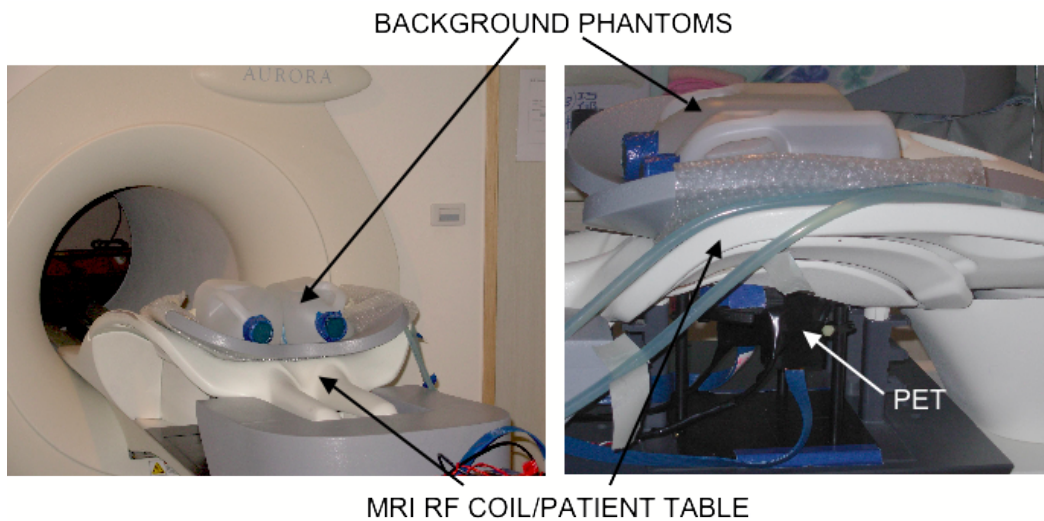 BACKGROUND PHANTOMS
AURORA
PET
MRI RF COIL/PATIENT TABLE